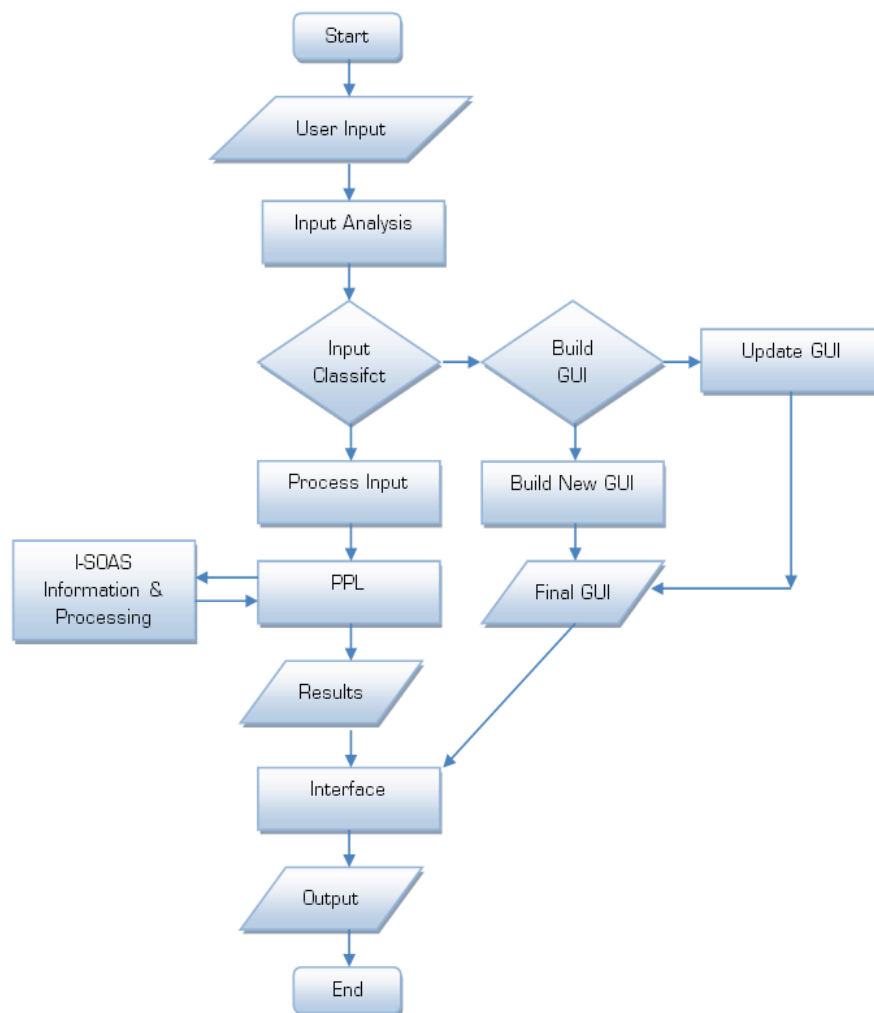 Start
User Input
Input Analysis
Input
Classifct
Build
GUI
Update GUI
Process Input
Build New GUI
I-SOAS
Information &
Processing
PPL
Final GUI
Results
Interface
Output
End